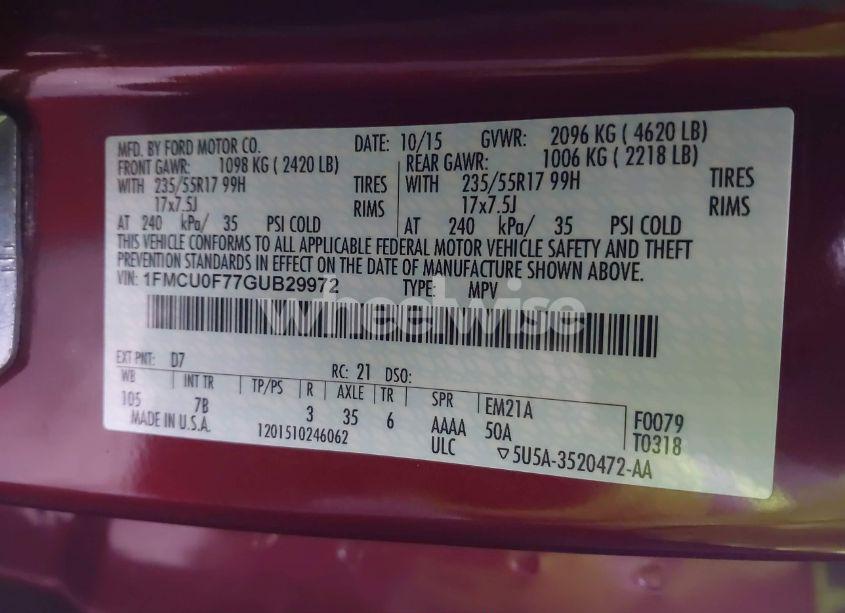 MFD. BY FORD MOTOR CO. DATE: 10/15 GVWR: 2096 KG ( 4620 LB)
FRONT GAWR: 1098 KG ( 2420 LB) REAR GAWR: 1006 KG ( 2218 LB)
WITH 235/55R17 99H TIRES WITH 235/55R17 99H TIRES
17x7.5J RIMS 17x7.5J RIMS
AT 240 kPa/ 35 PSI COLD AT 240 kPa/ 35 PSI COLD
THIS VEHICLE CONFORMS TO ALL APPLICABLE FEDERAL MOTOR VEHICLE SAFETY AND THEFT
PREVENTION STANDARDS IN EFFECT ON THE DATE OF MANUFACTURE SHOWN ABOVE.
VIN: 1FMCU0F77GUB29972 TYPE: MPV
wheelwise
EXT PNT: D7 RC: 21 DSO:
WB INT TR TP/PS R AXLE TR SPR EM21A F0079
105 7B 3 35 6 AAAA 50A T0318
MADE IN U.S.A. 1201510246062 ULC ▽5U5A-3520472-AA